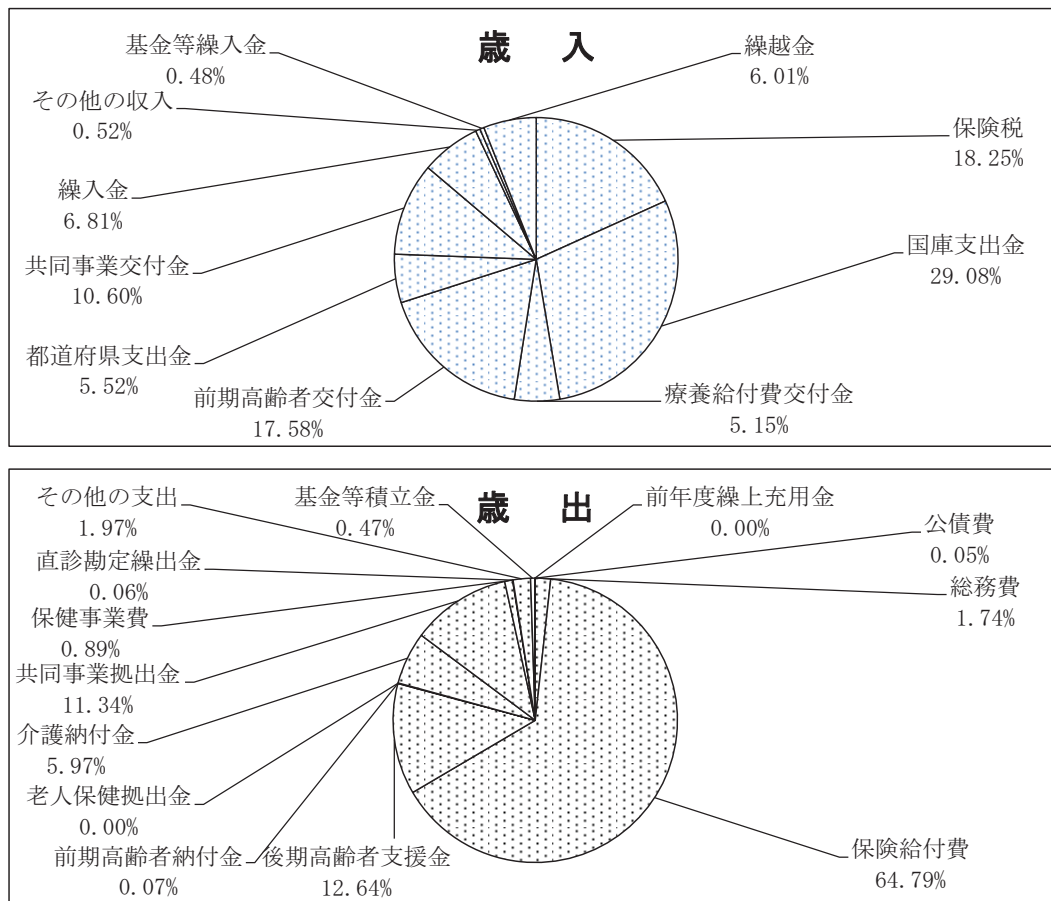 歳　入
基金等繰入金
0.48%
その他の収入
0.52%
繰入金
6.81%
共同事業交付金
10.60%
都道府県支出金
5.52%
前期高齢者交付金
17.58%
繰越金
6.01%
保険税
18.25%
国庫支出金
29.08%
療養給付費交付金
5.15%
歳　出
その他の支出
1.97%
直診勘定繰出金
0.06%
保健事業費
0.89%
共同事業拠出金
11.34%
介護納付金
5.97%
老人保健拠出金
0.00%
前期高齢者納付金
0.07%
後期高齢者支援金
12.64%
基金等積立金
0.47%
前年度繰上充用金
0.00%
公債費
0.05%
総務費
1.74%
保険給付費
64.79%